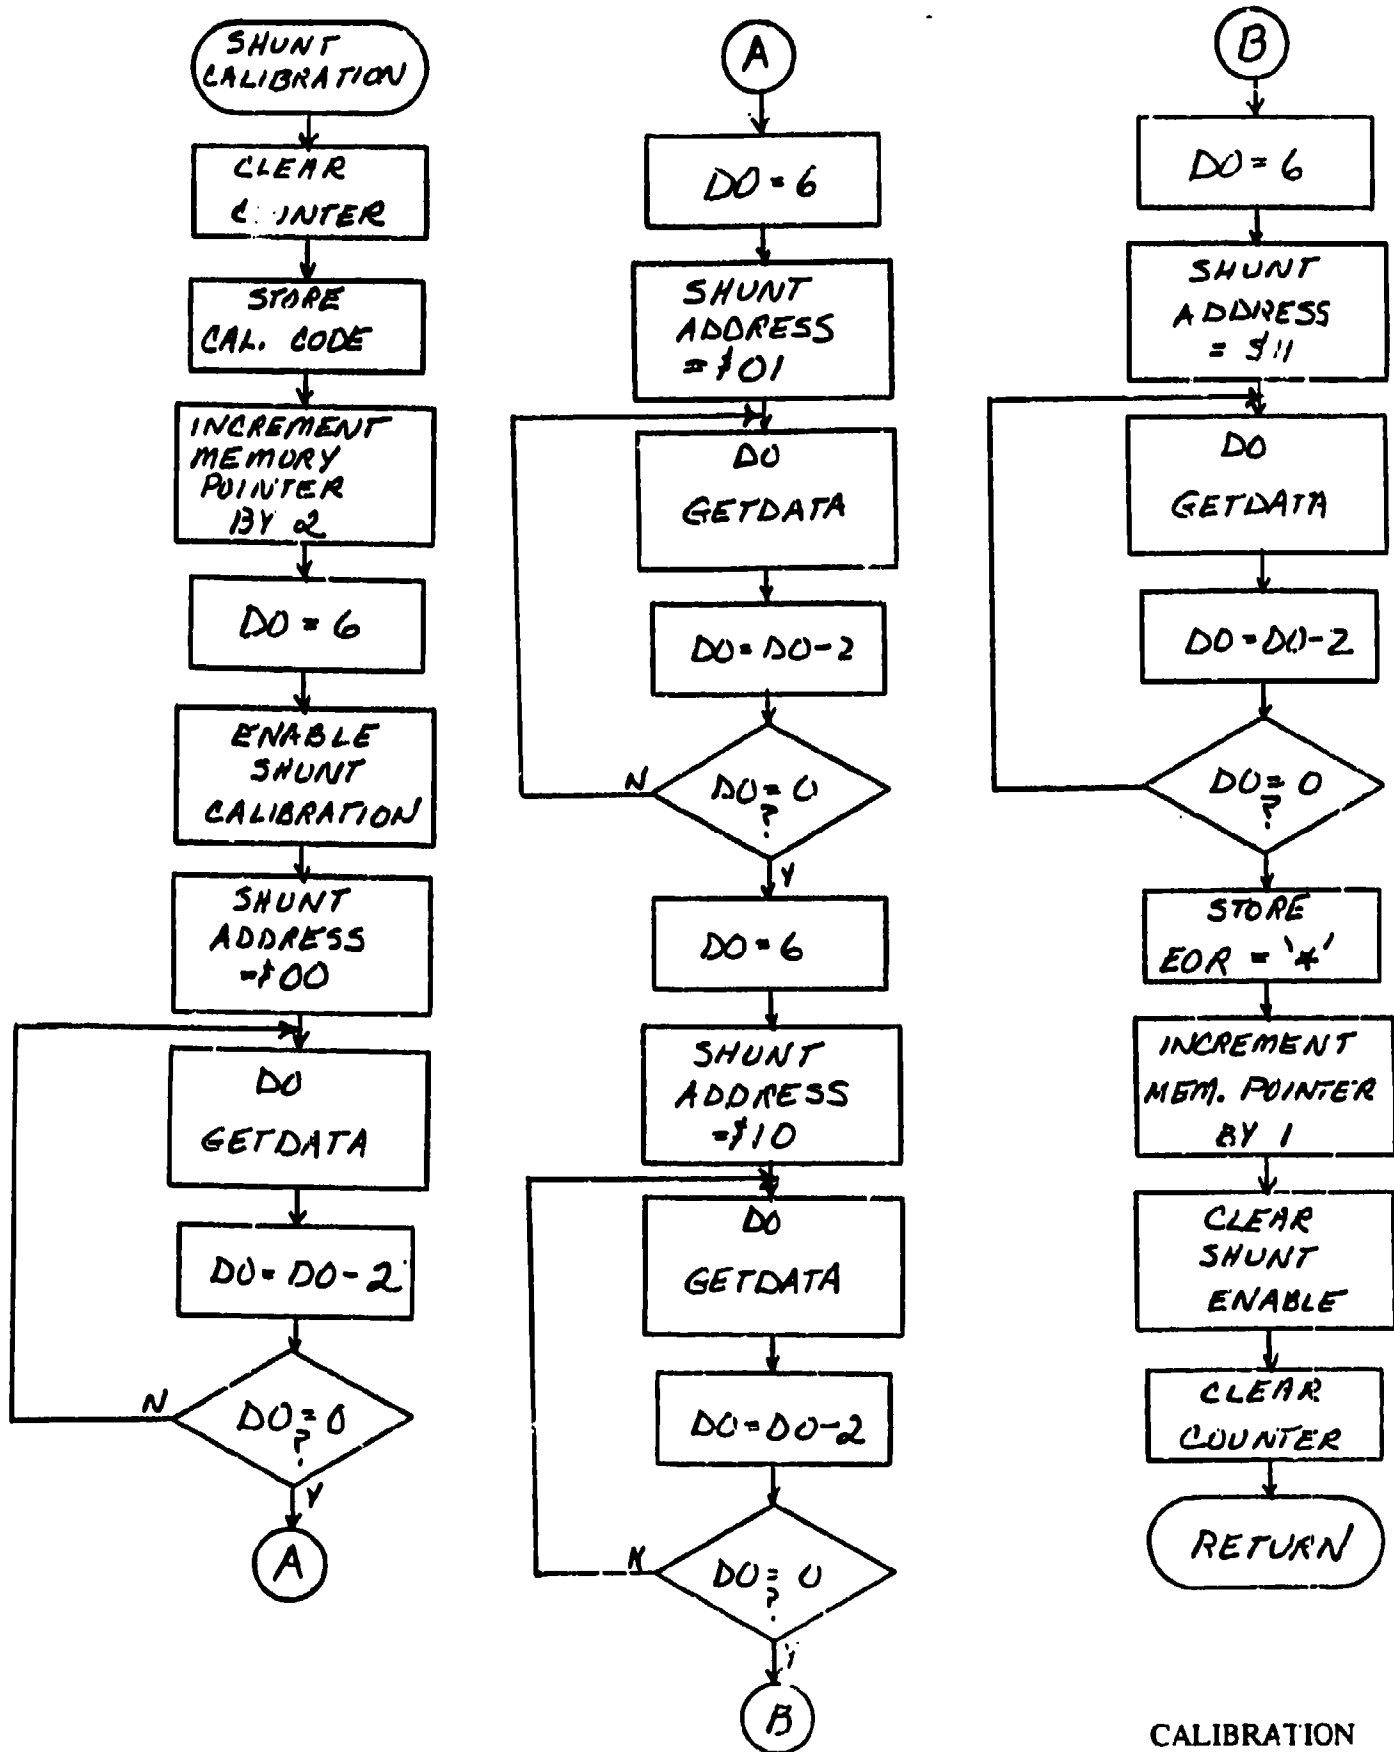 SHUNT
CALIBRATION
CLEAR
STORE
CAL. CODE
INCREMENT
MEMORY
POINTER
BY 2
DO = 6
ENABLE
SHUNT
CALIBRATION
SHUNT
ADDRESS
=$00
DO
GETDATA
DO = DO-2
DO = 0
?
N
Y
A
A
DO = 6
SHUNT
ADDRESS
=$01
DO
GETDATA
DO = DO-2
DO = 0
?
N
Y
DO = 6
SHUNT
ADDRESS
=$10
DO
GETDATA
DO = DO-2
DO = 0
?
N
Y
B
B
DO = 6
SHUNT
ADDRESS
= $11
DO
GETDATA
DO = DO-2
DO = 0
?
STORE
EOR = '*'
INCREMENT
MEM. POINTER
BY 1
CLEAR
SHUNT
ENABLE
CLEAR
COUNTER
RETURN
CALIBRATION